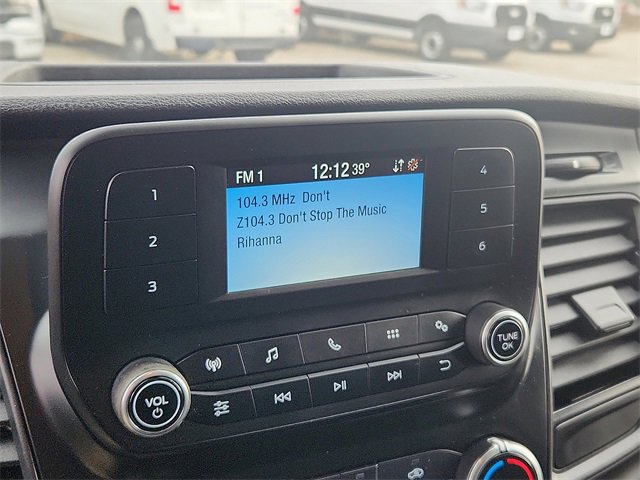 FM 1 12:12 39°
104.3 MHz Don't
Z104.3 Don't Stop The Music
Rihanna
1
2
3
4
5
6
VOL
TUNE
OK